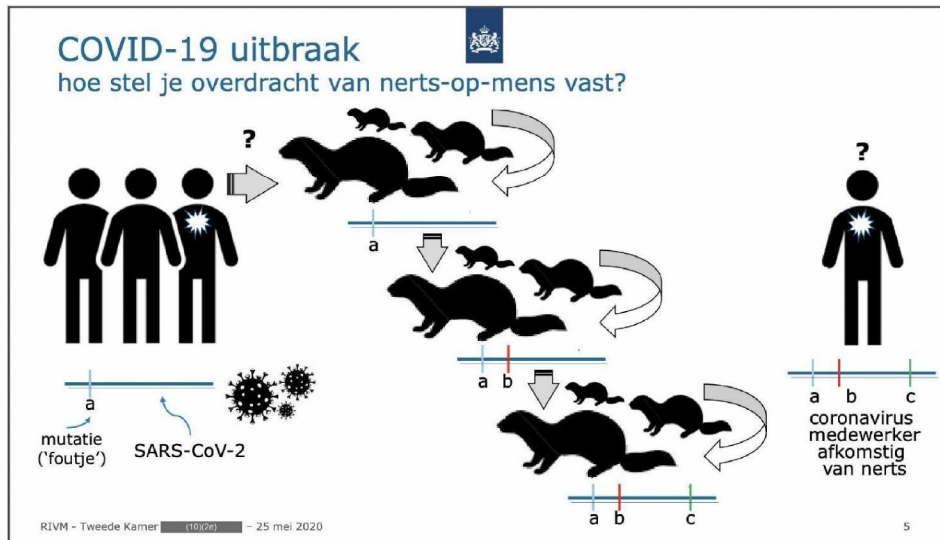 COVID-19 uitbraak
hoe stel je overdracht van nerts-op-mens vast?
?
?
a
a b
a b c
a
mutatie
('foutje')
SARS-CoV-2
a b c
coronavirus
medewerker
afkomstig
van nerts
RIVM - Tweede Kamer (10)(2e) – 25 mei 2020
5